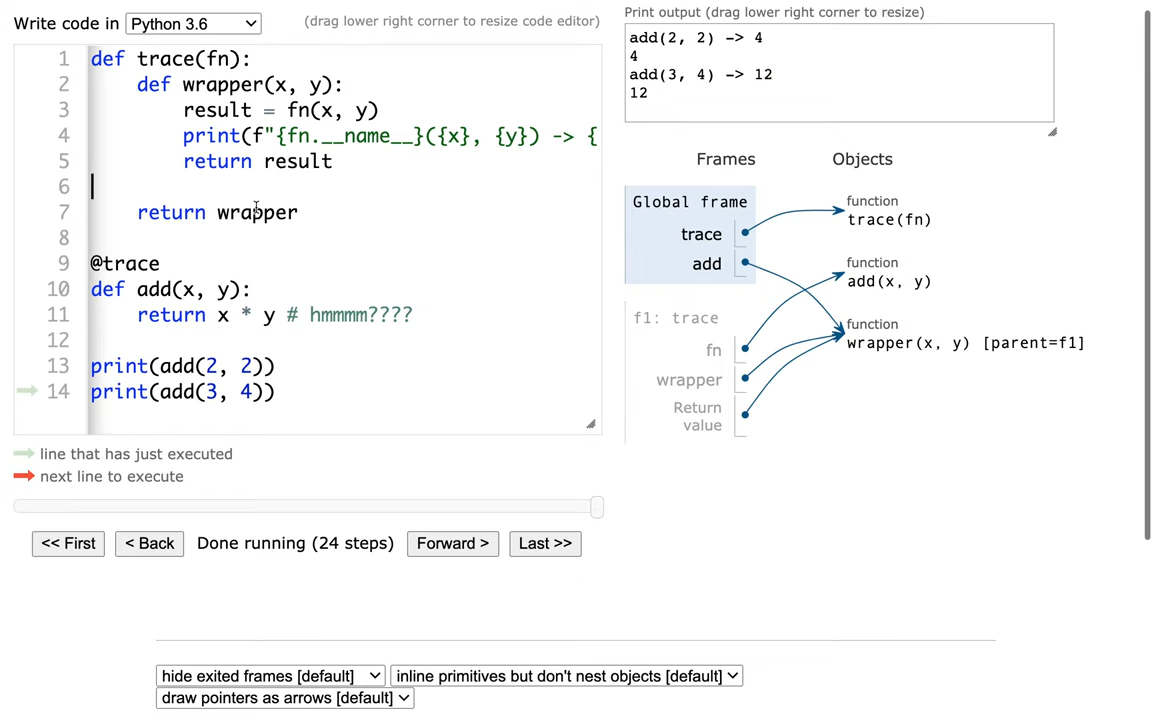 Write code in Python 3.6 (drag lower right corner to resize code editor)
1 def trace(fn):
2     def wrapper(x, y):
3         result = fn(x, y)
4         print(f"{fn.__name__}({x}, {y}) -> {
5         return result
6
7     return wrapper
8
9 @trace
10 def add(x, y):
11     return x * y # hmmmm????
12
13 print(add(2, 2))
14 print(add(3, 4))
line that has just executed
next line to execute
<< First < Back Done running (24 steps) Forward > Last >>
Print output (drag lower right corner to resize)
add(2, 2) -> 4
4
add(3, 4) -> 12
12
Frames Objects
Global frame
trace
add
f1: trace
fn
wrapper
Return
value
function
trace(fn)
function
add(x, y)
function
wrapper(x, y) [parent=f1]
hide exited frames [default] inline primitives but don't nest objects [default]
draw pointers as arrows [default]